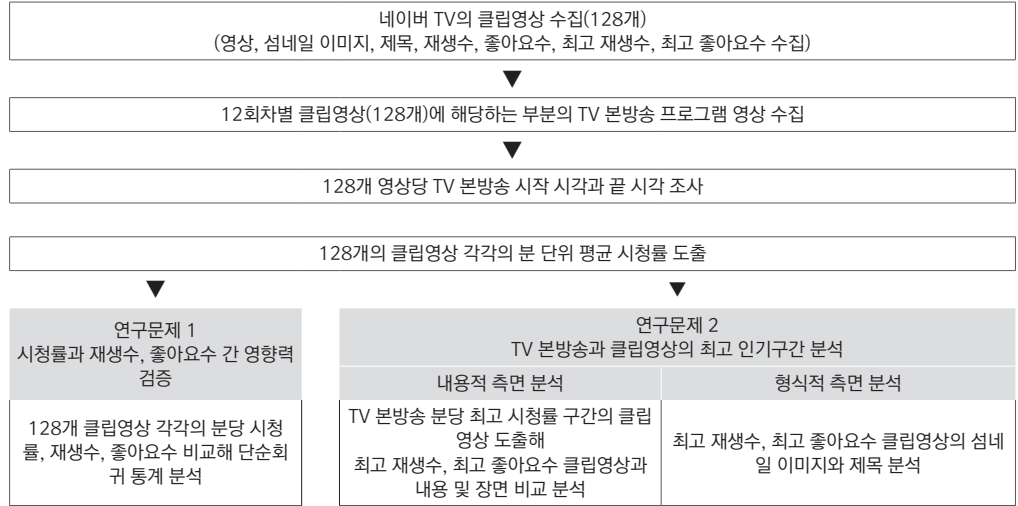 네이버 TV의 클립영상 수집(128개)
(영상, 섬네일 이미지, 제목, 재생수, 좋아요수, 최고 재생수, 최고 좋아요수 수집)
▼
12회차별 클립영상(128개)에 해당하는 부분의 TV 본방송 프로그램 영상 수집
▼
128개 영상당 TV 본방송 시작 시각과 끝 시각 조사
128개의 클립영상 각각의 분 단위 평균 시청률 도출
▼
▼
연구문제 1
시청률과 재생수, 좋아요수 간 영향력
검증
128개 클립영상 각각의 분당 시청
률, 재생수, 좋아요수 비교해 단순회
귀 통계 분석
연구문제 2
TV 본방송과 클립영상의 최고 인기구간 분석
내용적 측면 분석
TV 본방송 분당 최고 시청률 구간의 클립
영상 도출해
최고 재생수, 최고 좋아요수 클립영상과
내용 및 장면 비교 분석
형식적 측면 분석
최고 재생수, 최고 좋아요수 클립영상의 섬네
일 이미지와 제목 분석